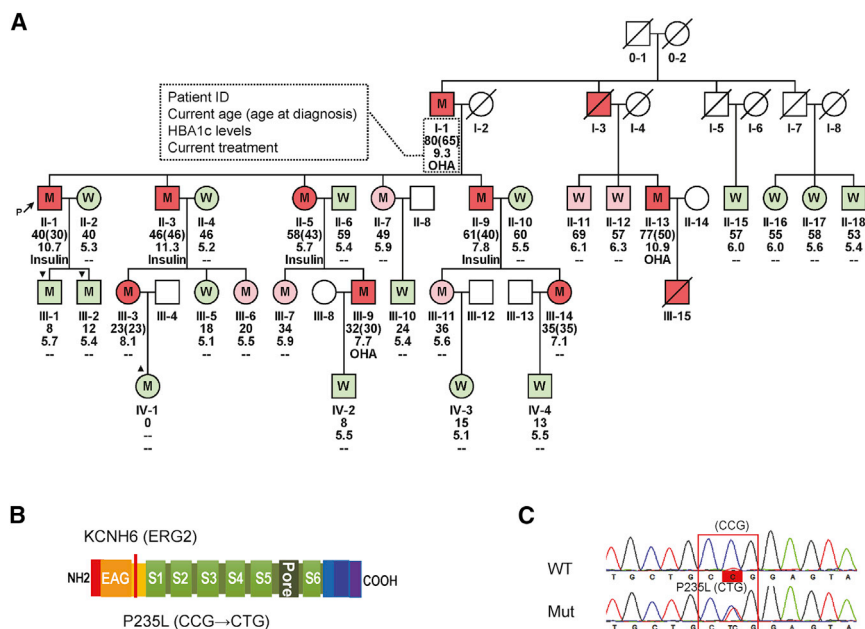 A
0-1 0-2
Patient ID
Current age (age at diagnosis)
HBA1c levels
Current treatment
M
I-1 I-2 I-3 I-4 I-5 I-6 I-7 I-8
80(65)
9.3
OHA
P
M W M W M W M M W W W M W W W W
II-1 II-2 II-3 II-4 II-5 II-6 II-7 II-8 II-9 II-10 II-11 II-12 II-13 II-14 II-15 II-16 II-17 II-18
40(30) 40 46(46) 46 58(43) 59 49 61(40) 60 69 57 77(50) 57 55 58 53
10.7 5.3 11.3 5.2 5.7 5.4 5.9 7.8 5.5 6.1 6.3 10.9 6.0 6.0 5.6 5.4
Insulin -- Insulin -- Insulin -- -- Insulin -- -- -- OHA -- -- -- --
M M M W M M M W M M
III-1 III-2 III-3 III-4 III-5 III-6 III-7 III-8 III-9 III-10 III-11 III-12 III-13 III-14 III-15
8 12 23(23) 18 20 34 32(30) 24 36 35(35)
5.7 5.4 8.1 5.1 5.5 5.9 7.7 5.4 5.6 7.1
-- -- -- -- -- -- OHA -- -- --
M W W W
IV-1 IV-2 IV-3 IV-4
0 8 15 13
-- 5.5 5.1 5.5
-- -- -- --
B
KCNH6 (ERG2)
NH2 EAG S1 S2 S3 S4 S5 Pore S6 COOH
P235L (CCG→CTG)
C
(CCG)
WT
T G C T G C C G G A G T A
P235L (CTG)
Mut
T G C T G C TC G G A G T A